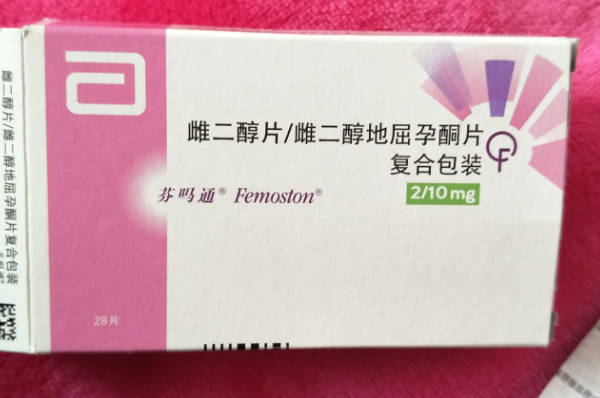 雌二醇片/雌二醇地屈孕酮片
复合包装
2/10 mg
芬吗通® Femoston®
28片
雌二醇片/雌二醇地屈孕酮片复合包装